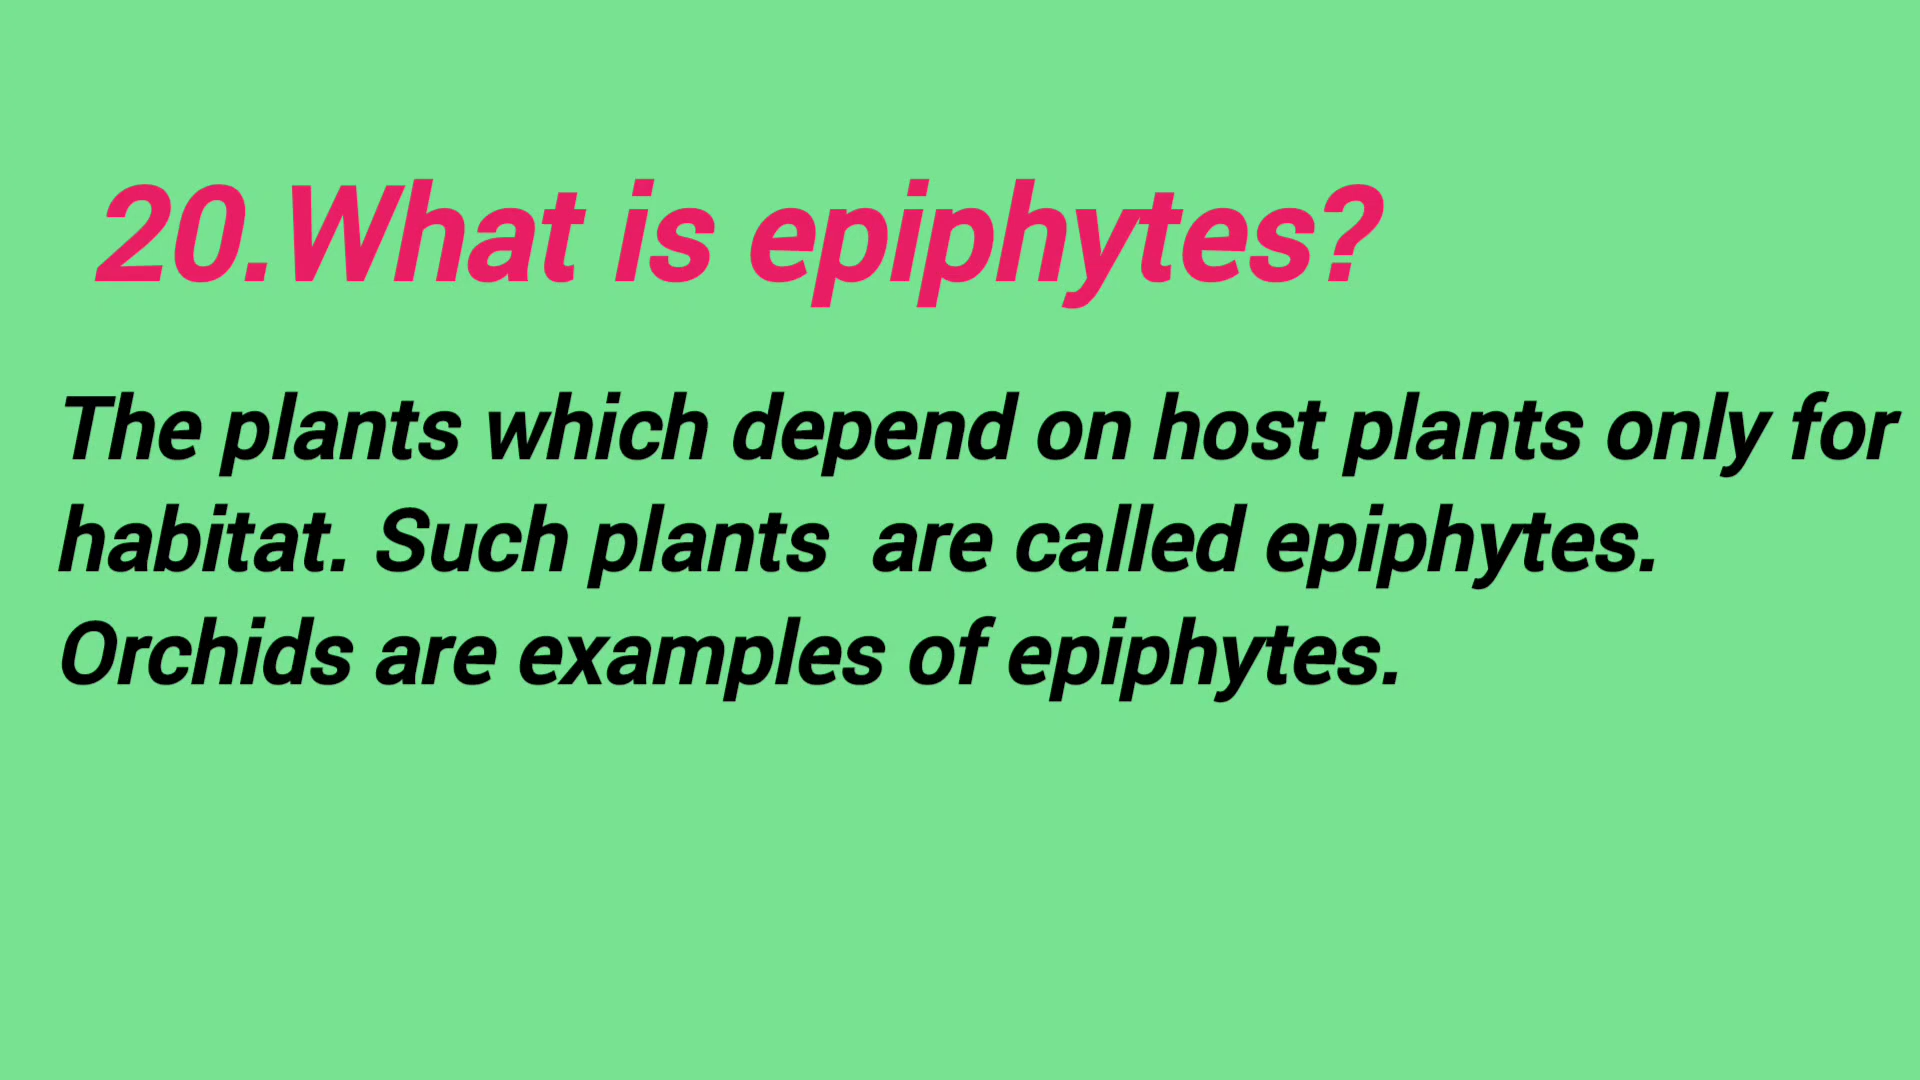 20.What is epiphytes?
The plants which depend on host plants only for
habitat. Such plants  are called epiphytes.
Orchids are examples of epiphytes.